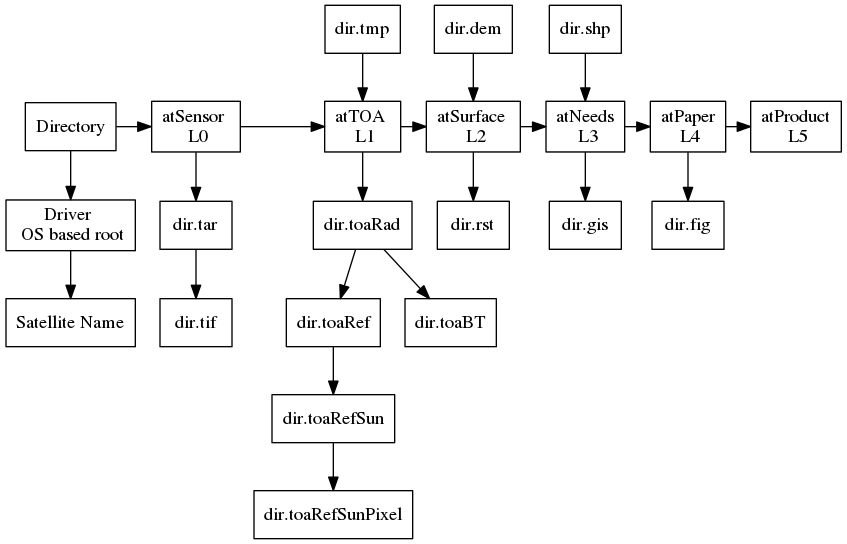 dir.tmp
dir.dem
dir.shp
Directory
atSensor
L0
atTOA
L1
atSurface
L2
atNeeds
L3
atPaper
L4
atProduct
L5
Driver
OS based root
dir.tar
dir.toaRad
dir.rst
dir.gis
dir.fig
Satellite Name
dir.tif
dir.toaRef
dir.toaBT
dir.toaRefSun
dir.toaRefSunPixel